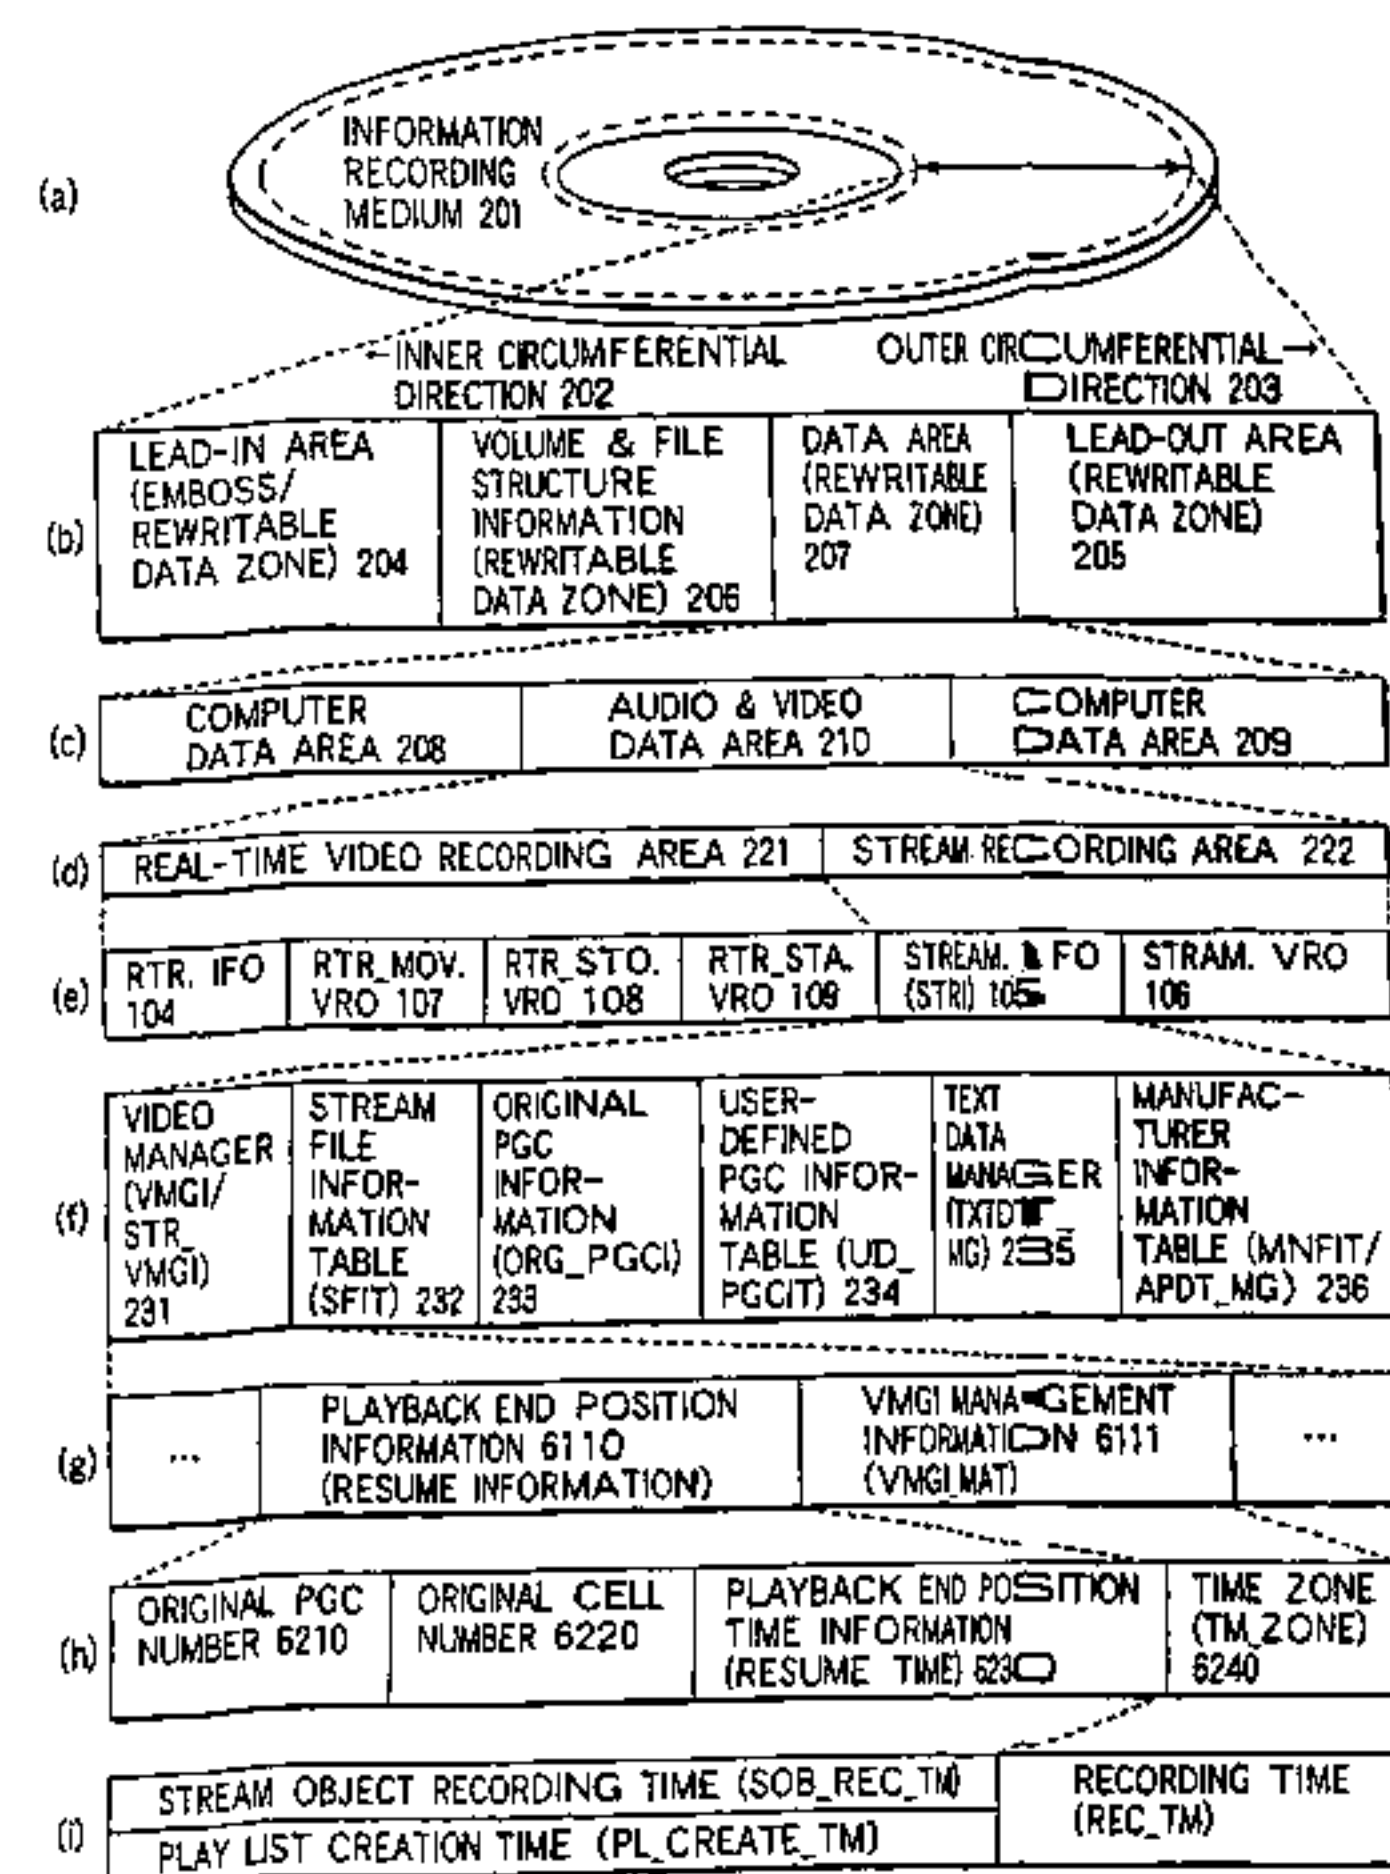 (a)
INFORMATION
RECORDING
MEDIUM 201
←INNER CIRCUMFERENTIAL
DIRECTION 202
OUTER CIRCUMFERENTIAL→
DIRECTION 203
(b)
LEAD-IN AREA
(EMBOSS/
REWRITABLE
DATA ZONE) 204
VOLUME & FILE
STRUCTURE
INFORMATION
(REWRITABLE
DATA ZONE) 206
DATA AREA
(REWRITABLE
DATA ZONE)
207
LEAD-OUT AREA
(REWRITABLE
DATA ZONE)
205
(c)
COMPUTER
DATA AREA 208
AUDIO & VIDEO
DATA AREA 210
COMPUTER
DATA AREA 209
(d)
REAL-TIME VIDEO RECORDING AREA 221
STREAM RECORDING AREA 222
(e)
RTR. IFO
104
RTR_MOV.
VRO 107
RTR_STO.
VRO 108
RTR_STA.
VRO 109
STREAM. IFO
(STRI) 105
STRAM. VRO
106
(f)
VIDEO
MANAGER
(VMGI/
STR_
VMGI)
231
STREAM
FILE
INFOR-
MATION
TABLE
(SFIT) 232
ORIGINAL
PGC
INFOR-
MATION
(ORG_PGCI)
233
USER-
DEFINED
PGC INFOR-
MATION
TABLE (UD_
PGCIT) 234
TEXT
DATA
MANAGER
(TXTDT_
MG) 235
MANUFAC-
TURER
INFOR-
MATION
TABLE (MNFIT/
APDT_MG) 236
(g)
...
PLAYBACK END POSITION
INFORMATION 6110
(RESUME INFORMATION)
VMGI MANAGEMENT
INFORMATION 6111
(VMGI_MAT)
...
(h)
ORIGINAL PGC
NUMBER 6210
ORIGINAL CELL
NUMBER 6220
PLAYBACK END POSITION
TIME INFORMATION
(RESUME TIME) 6230
TIME ZONE
(TM_ZONE)
6240
(i)
STREAM OBJECT RECORDING TIME (SOB_REC_TM)
PLAY LIST CREATION TIME (PL_CREATE_TM)
RECORDING TIME
(REC_TM)